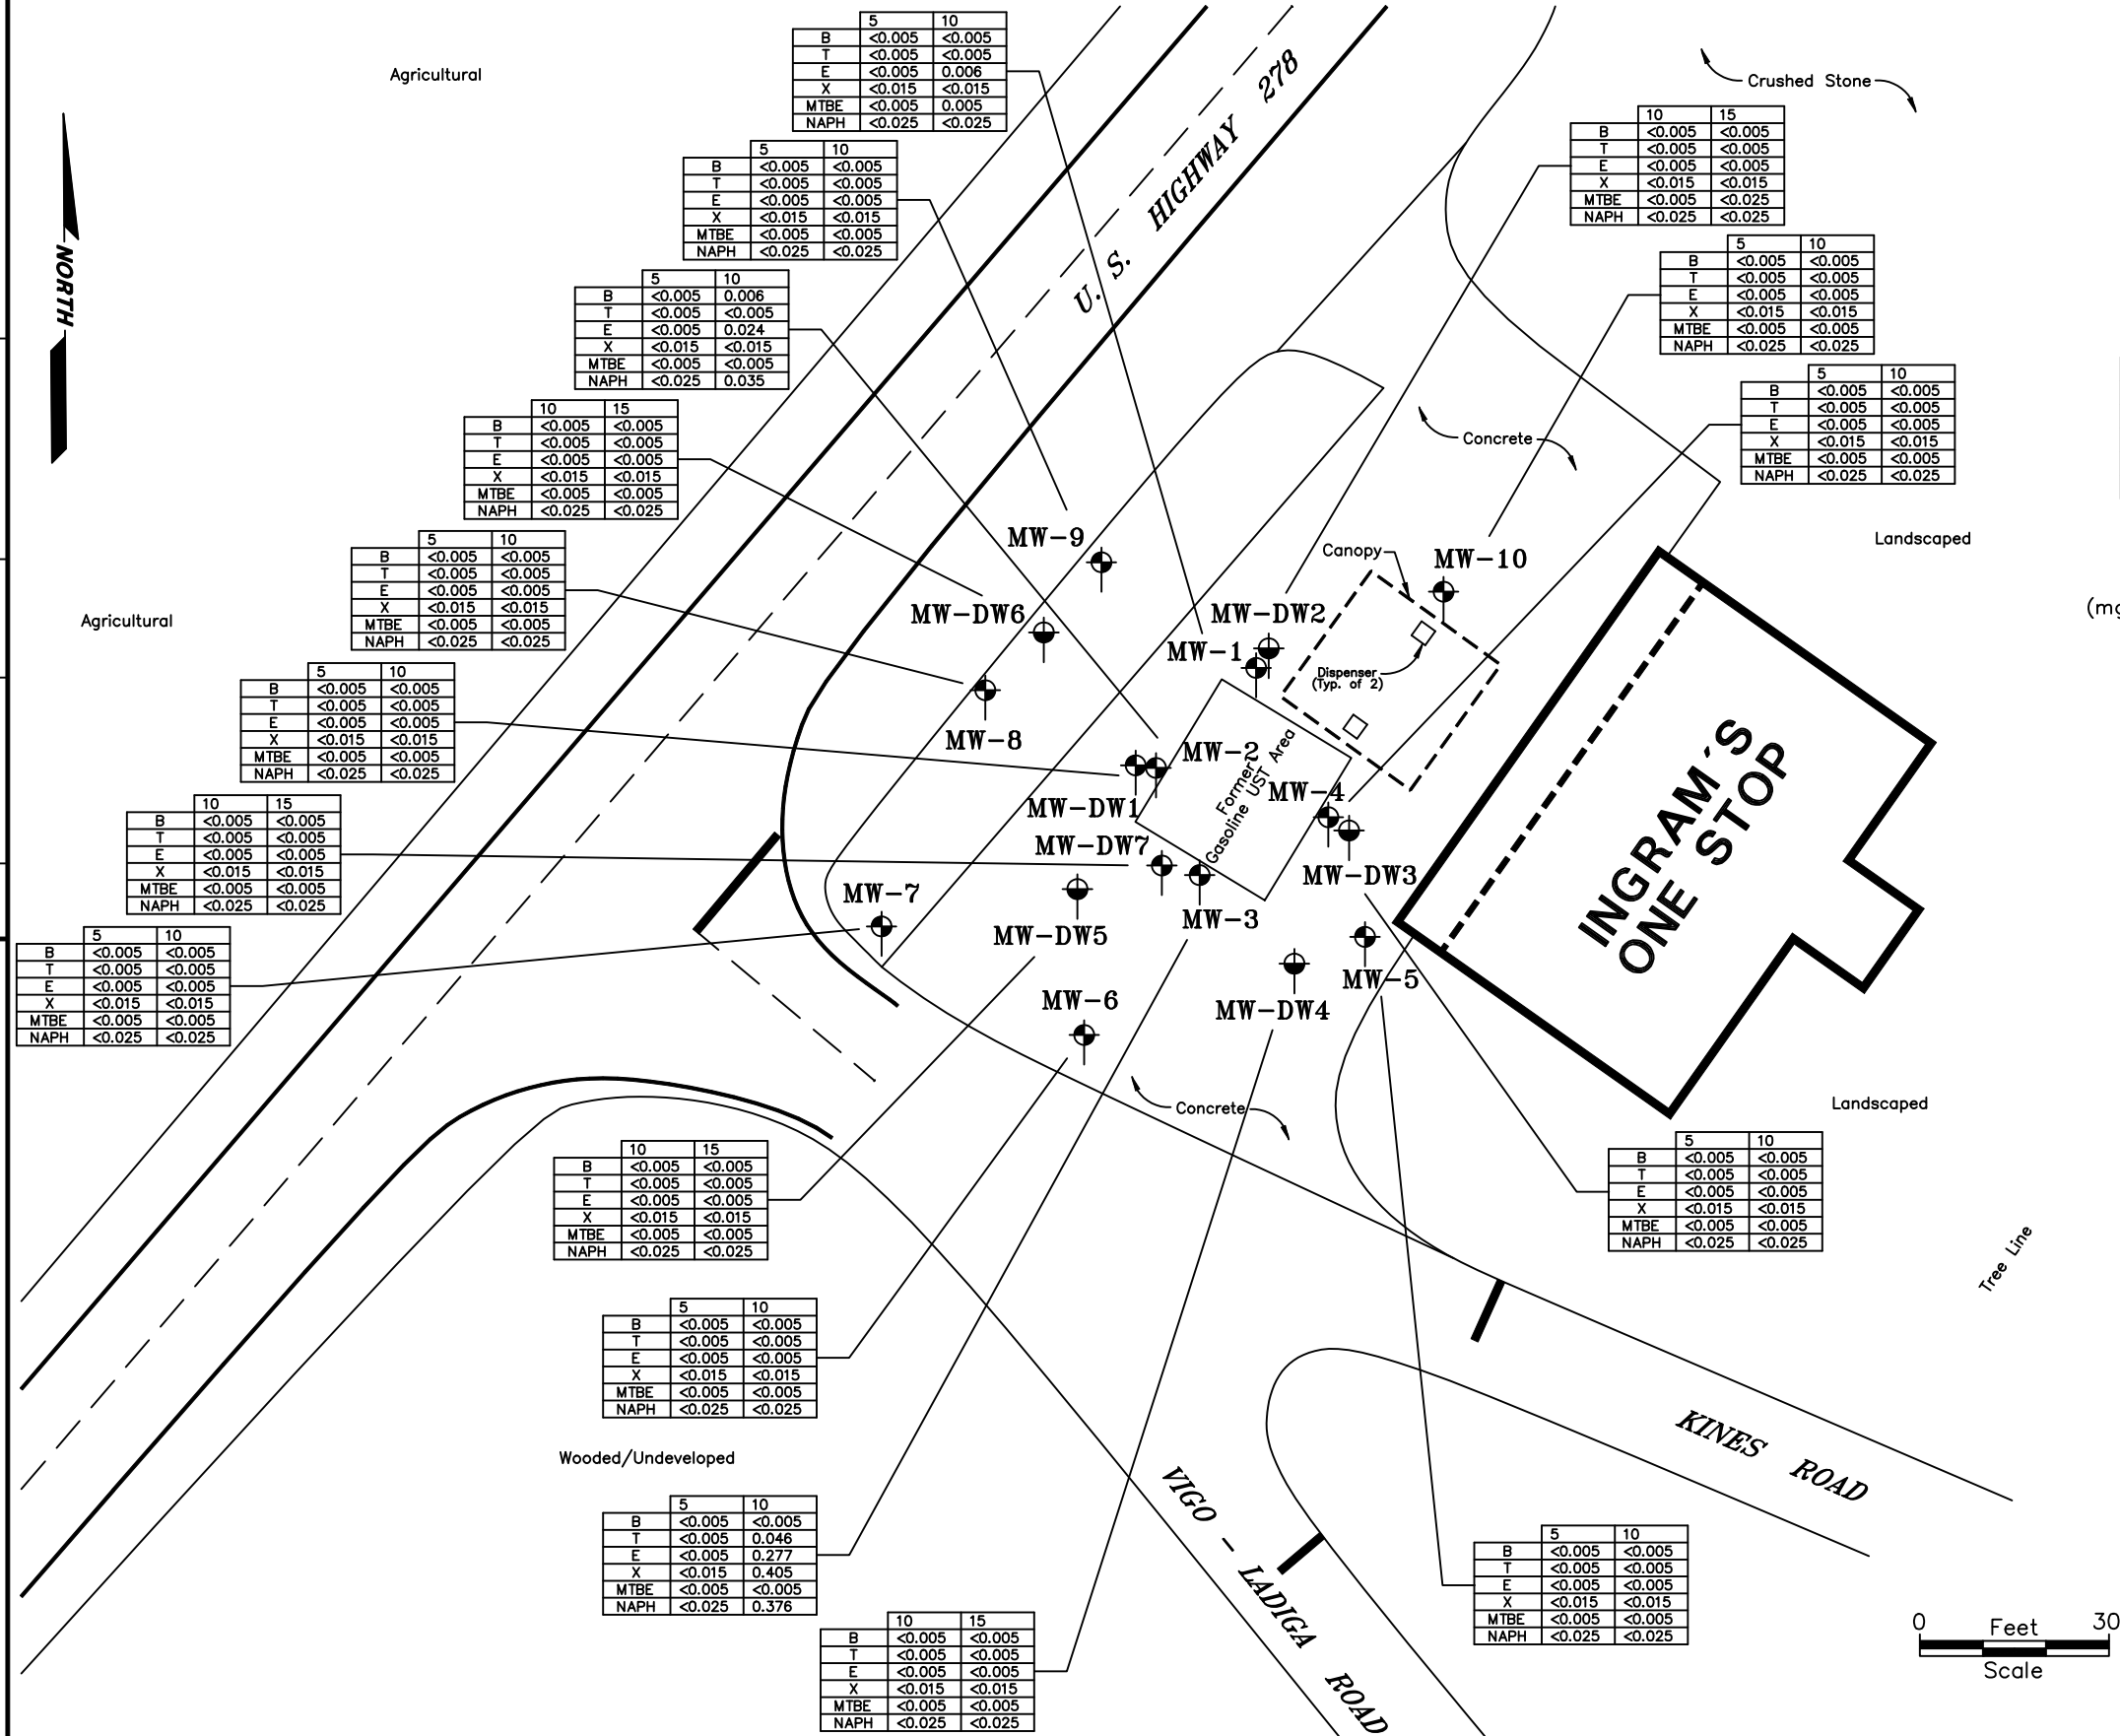 Agricultural
5 10
B <0.005 <0.005
T <0.005 <0.005
E <0.005 0.006
X <0.015 <0.015
MTBE <0.005 0.005
NAPH <0.025 <0.025
U. S. HIGHWAY 278
Crushed Stone
10 15
B <0.005 <0.005
T <0.005 <0.005
E <0.005 <0.005
X <0.015 <0.015
MTBE <0.005 <0.025
NAPH <0.025 <0.025
5 10
B <0.005 <0.005
T <0.005 <0.005
E <0.005 <0.005
X <0.015 <0.015
MTBE <0.005 <0.005
NAPH <0.025 <0.025
NORTH
5 10
B <0.005 <0.005
T <0.005 <0.005
E <0.005 <0.005
X <0.015 <0.015
MTBE <0.005 <0.005
NAPH <0.025 <0.025
5 10
B <0.005 0.006
T <0.005 <0.005
E <0.005 0.024
X <0.015 <0.015
MTBE <0.005 <0.005
NAPH <0.025 0.035
5 10
B <0.005 <0.005
T <0.005 <0.005
E <0.005 <0.005
X <0.015 <0.015
MTBE <0.005 <0.005
NAPH <0.025 <0.025
10 15
B <0.005 <0.005
T <0.005 <0.005
E <0.005 <0.005
X <0.015 <0.015
MTBE <0.005 <0.005
NAPH <0.025 <0.025
Concrete
Landscaped
5 10
B <0.005 <0.005
T <0.005 <0.005
E <0.005 <0.005
X <0.015 <0.015
MTBE <0.005 <0.005
NAPH <0.025 <0.025
MW-9
Canopy
MW-10
(mg
Agricultural
MW-DW6
MW-DW2
MW-1
Dispenser
(Typ. of 2)
5 10
B <0.005 <0.005
T <0.005 <0.005
E <0.005 <0.005
X <0.015 <0.015
MTBE <0.005 <0.005
NAPH <0.025 <0.025
MW-8
MW-2
Former
Gasoline UST Area
MW-4
MW-DW1
INGRAM'S
ONE STOP
10 15
B <0.005 <0.005
T <0.005 <0.005
E <0.005 <0.005
X <0.015 <0.015
MTBE <0.005 <0.005
NAPH <0.025 <0.025
MW-DW7
MW-DW3
MW-7
MW-3
MW-DW5
5 10
B <0.005 <0.005
T <0.005 <0.005
E <0.005 <0.005
X <0.015 <0.015
MTBE <0.005 <0.005
NAPH <0.025 <0.025
MW-5
MW-6
MW-DW4
Concrete
Landscaped
10 15
B <0.005 <0.005
T <0.005 <0.005
E <0.005 <0.005
X <0.015 <0.015
MTBE <0.005 <0.005
NAPH <0.025 <0.025
5 10
B <0.005 <0.005
T <0.005 <0.005
E <0.005 <0.005
X <0.015 <0.015
MTBE <0.005 <0.005
NAPH <0.025 <0.025
Tree Line
5 10
B <0.005 <0.005
T <0.005 <0.005
E <0.005 <0.005
X <0.015 <0.015
MTBE <0.005 <0.005
NAPH <0.025 <0.025
Wooded/Undeveloped
KINES ROAD
VIGO - LADIGA ROAD
5 10
B <0.005 <0.005
T <0.005 0.046
E <0.005 0.277
X <0.015 0.405
MTBE <0.005 <0.005
NAPH <0.025 0.376
5 10
B <0.005 <0.005
T <0.005 <0.005
E <0.005 <0.005
X <0.015 <0.015
MTBE <0.005 <0.005
NAPH <0.025 <0.025
10 15
B <0.005 <0.005
T <0.005 <0.005
E <0.005 <0.005
X <0.015 <0.015
MTBE <0.005 <0.005
NAPH <0.025 <0.025
0 Feet 30
Scale